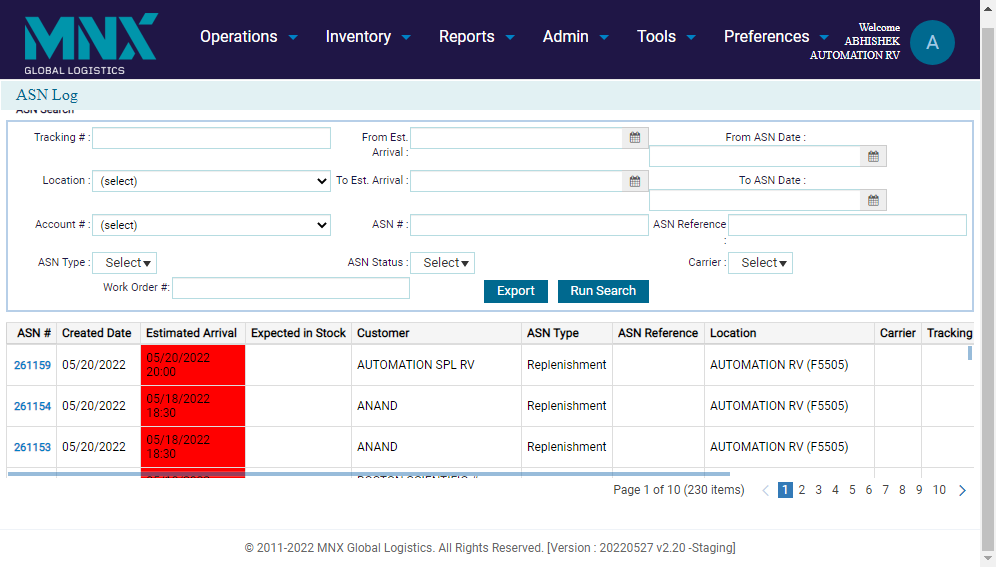 MNX
GLOBAL LOGISTICS
Operations Inventory Reports Admin Tools Preferences
Welcome
ABHISHEK
AUTOMATION RV
A
ASN Log
ASN Search
Tracking # :
From Est.
Arrival :
From ASN Date :
Location : (select)
To Est. Arrival :
To ASN Date :
Account # : (select)
ASN # :
ASN Reference
:
ASN Type : Select
ASN Status : Select
Carrier : Select
Work Order #:
Export Run Search
ASN # Created Date Estimated Arrival Expected in Stock Customer ASN Type ASN Reference Location Carrier Tracking
261159 05/20/2022 05/20/2022 20:00 AUTOMATION SPL RV Replenishment AUTOMATION RV (F5505)
261154 05/20/2022 05/18/2022 18:30 ANAND Replenishment AUTOMATION RV (F5505)
261153 05/20/2022 05/18/2022 18:30 ANAND Replenishment AUTOMATION RV (F5505)
Page 1 of 10 (230 items) 1 2 3 4 5 6 7 8 9 10
© 2011-2022 MNX Global Logistics. All Rights Reserved. [Version : 20220527 v2.20 -Staging]